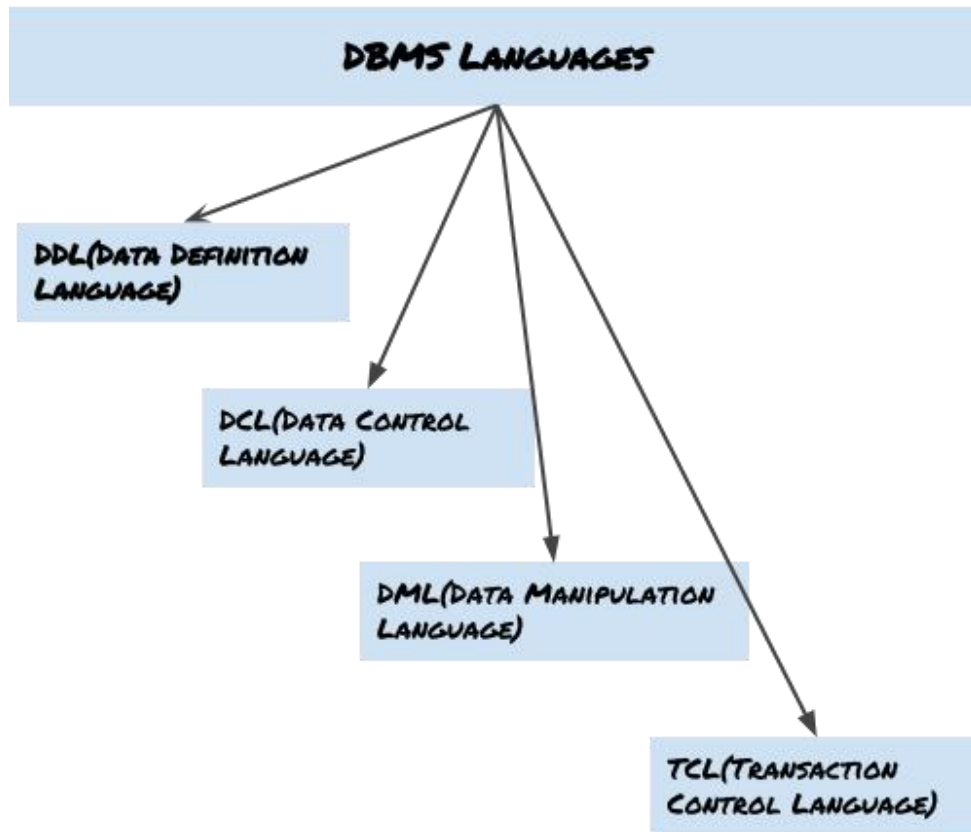 DBMS Languages
DDL(Data Definition
Language)
DCL(Data Control
Language)
DML(Data Manipulation
Language)
TCL(Transaction
Control Language)